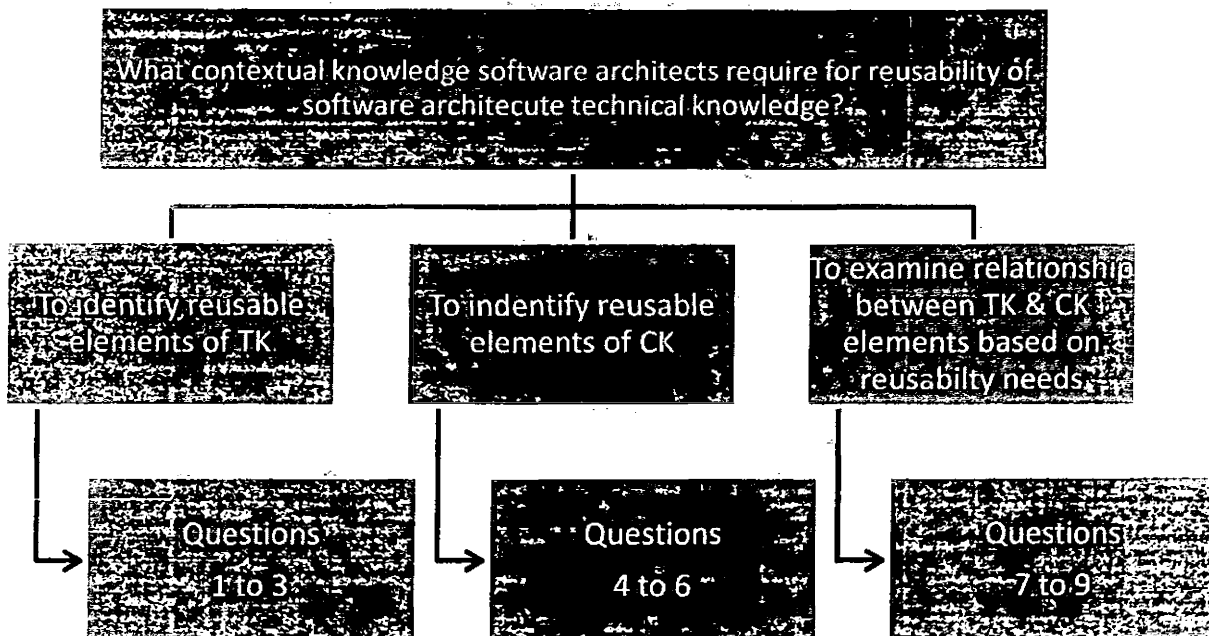 What contextual knowledge software architects require for reusability of
software architecute technical knowledge?
To identify reusable
elements of TK
To indentify reusable
elements of CK
To examine relationship
between TK & CK
elements based on
reusabilty needs
Questions
1 to 3
Questions
4 to 6
Questions
7 to 9